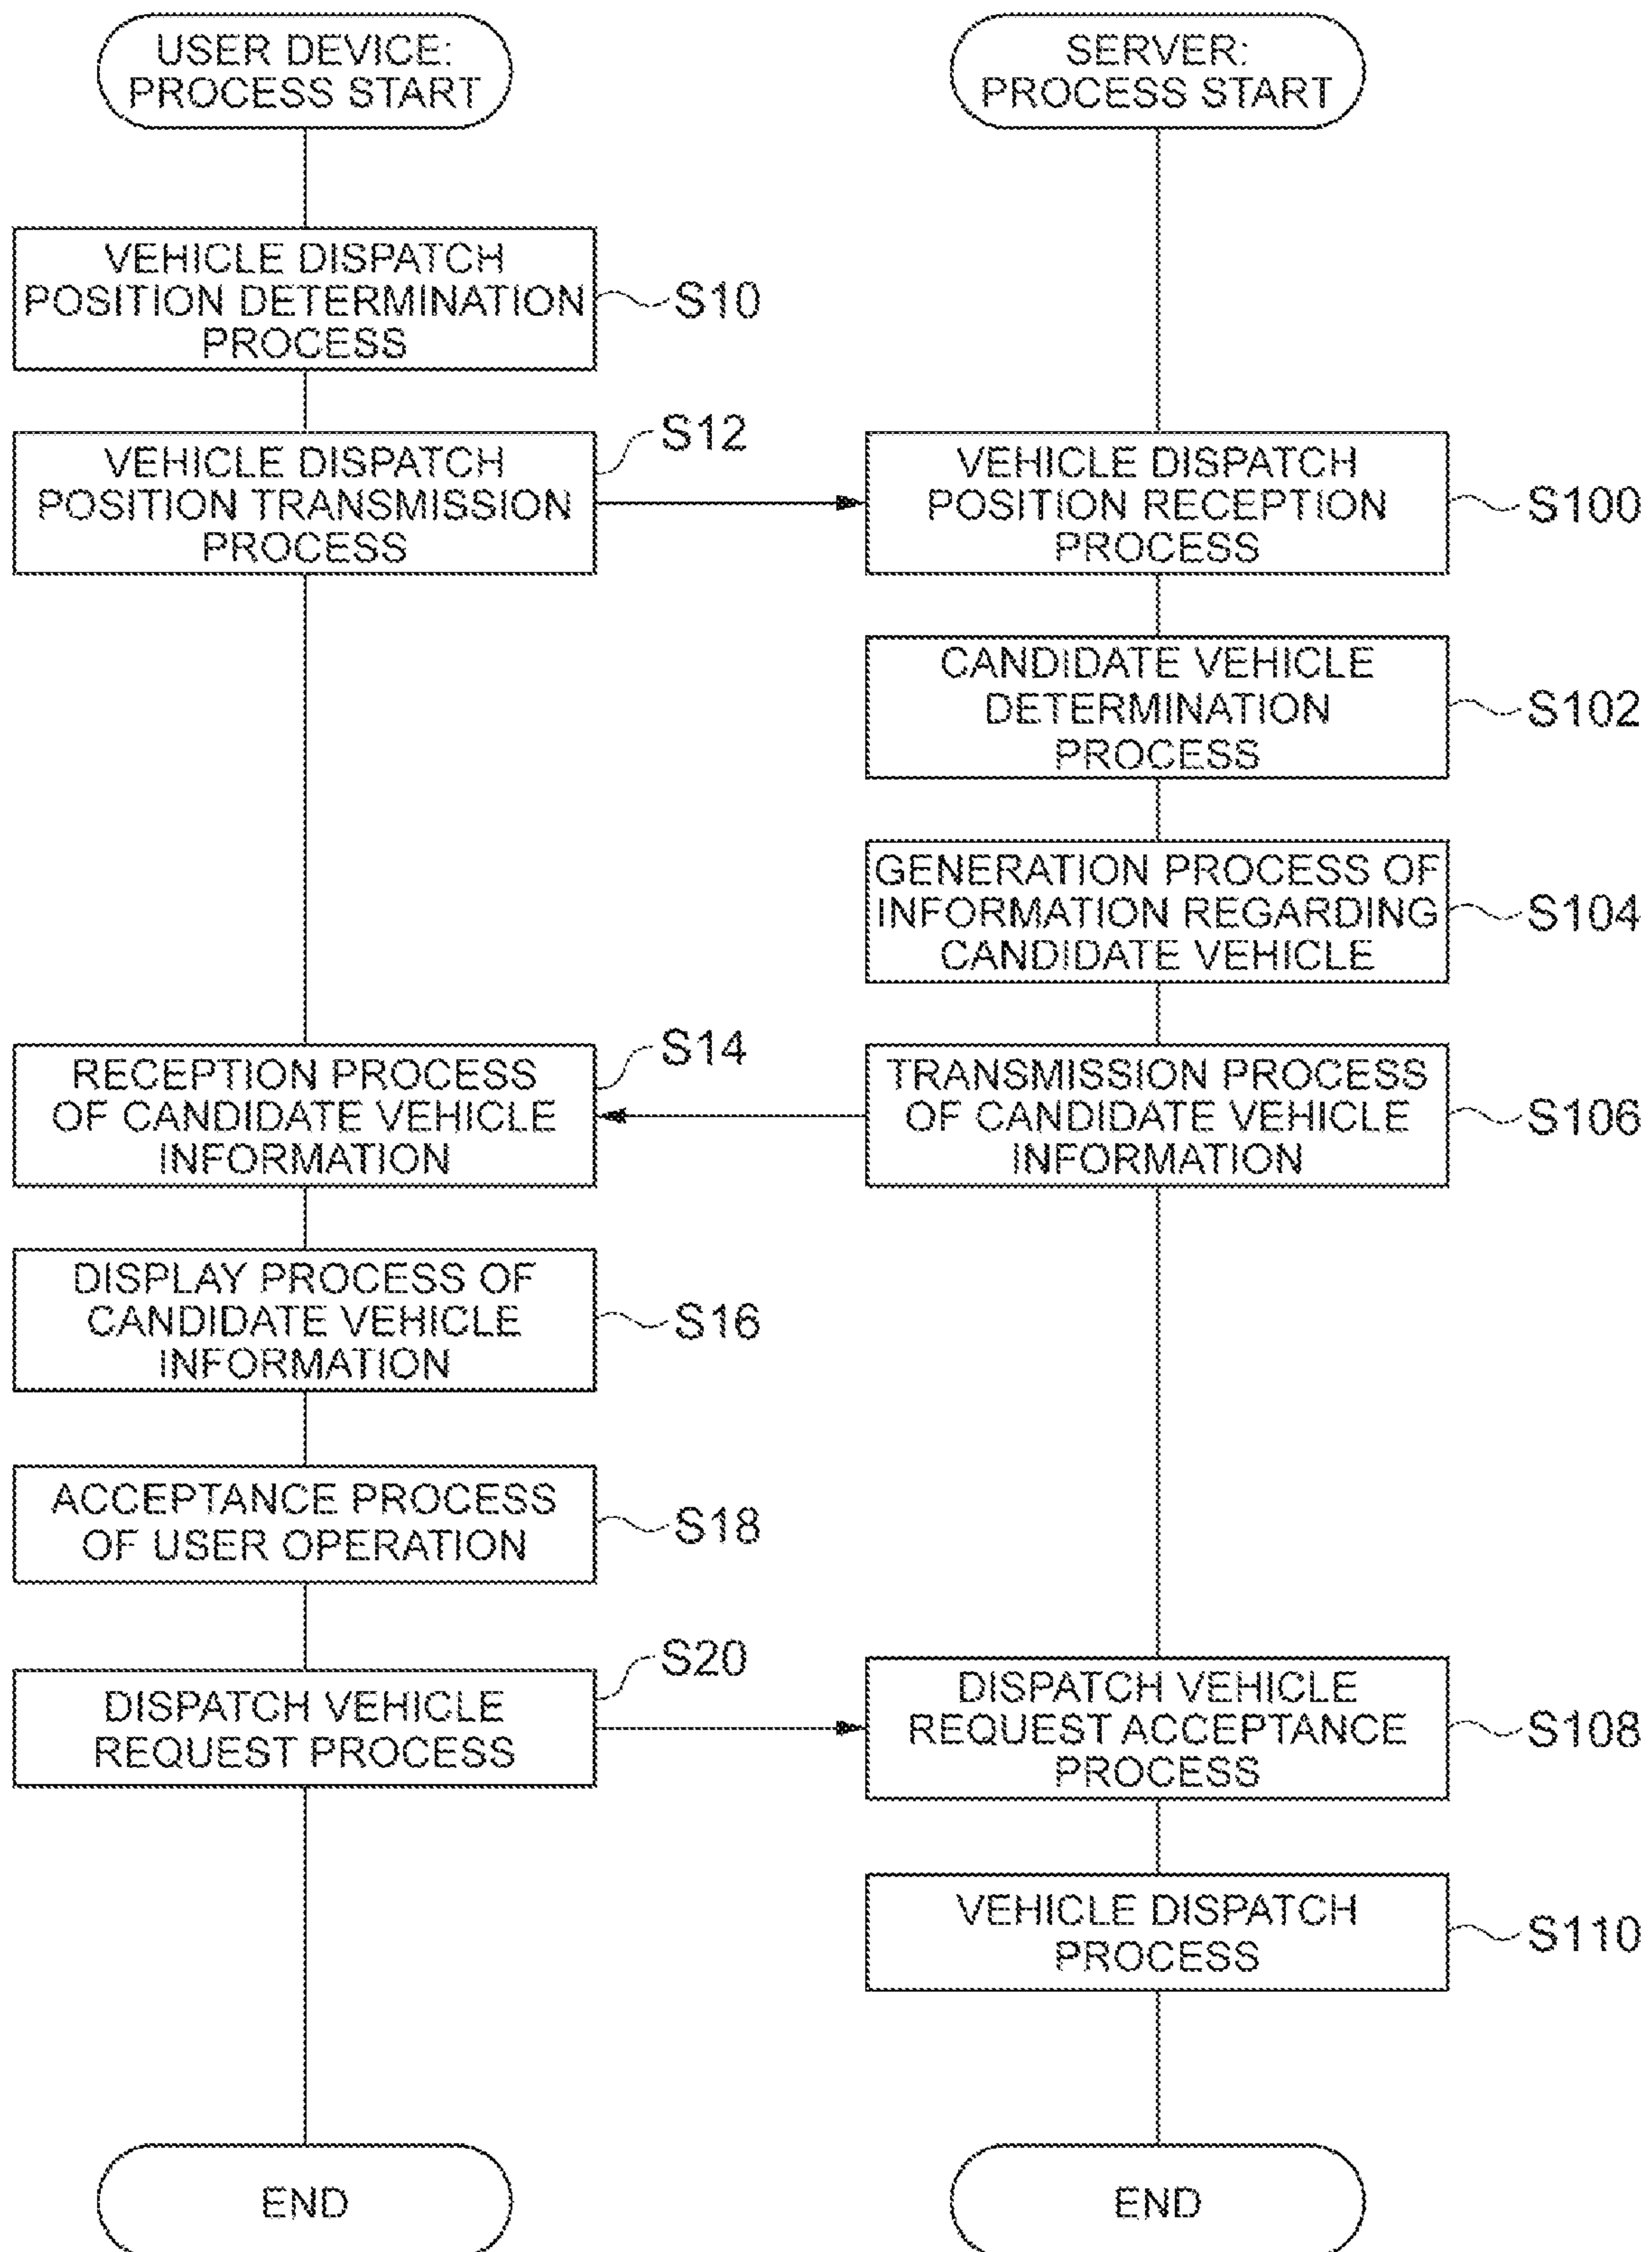 USER DEVICE:
PROCESS START
SERVER:
PROCESS START
VEHICLE DISPATCH
POSITION DETERMINATION
PROCESS
S10
VEHICLE DISPATCH
POSITION TRANSMISSION
PROCESS
S12
VEHICLE DISPATCH
POSITION RECEPTION
PROCESS
S100
CANDIDATE VEHICLE
DETERMINATION
PROCESS
S102
GENERATION PROCESS OF
INFORMATION REGARDING
CANDIDATE VEHICLE
S104
RECEPTION PROCESS
OF CANDIDATE VEHICLE
INFORMATION
S14
TRANSMISSION PROCESS
OF CANDIDATE VEHICLE
INFORMATION
S106
DISPLAY PROCESS OF
CANDIDATE VEHICLE
INFORMATION
S16
ACCEPTANCE PROCESS
OF USER OPERATION
S18
DISPATCH VEHICLE
REQUEST PROCESS
S20
DISPATCH VEHICLE
REQUEST ACCEPTANCE
PROCESS
S108
VEHICLE DISPATCH
PROCESS
S110
END
END